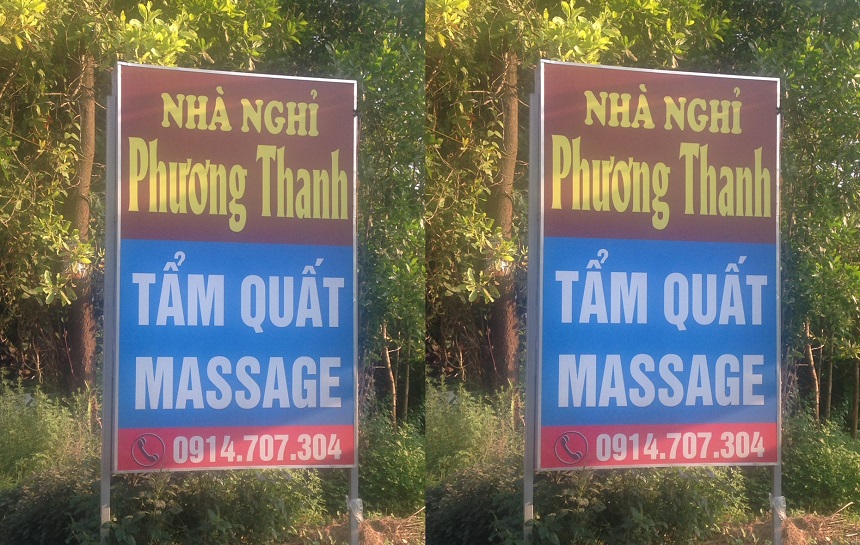 NHÀ NGHỈ
Phương Thanh
TẨM QUẤT
MASSAGE
0914.707.304
NHÀ NGHỈ
Phương Thanh
TẨM QUẤT
MASSAGE
0914.707.304